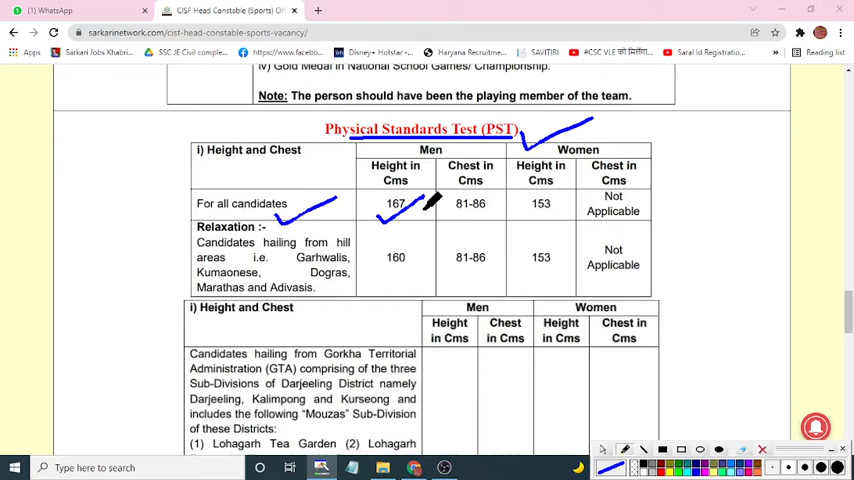 (1) WhatsApp
CISF Head Constable (Sports) Of
sarkarinetwork.com/cisf-head-constable-sports-vacancy/
Apps
Sarkari Jobs Khabri...
SSC JE Civil complet...
https://www.facebo...
Disney+ Hotstar -...
Haryana Recruitme...
SAVITIRI
#CSC VLE को मिलेगी...
Saral Id Registratio...
Reading list
iv) Gold Medal in National School Games/ Championship.
Note: The person should have been the playing member of the team.
Physical Standards Test (PST)
i) Height and Chest
Men
Women
Height in Cms
Chest in Cms
Height in Cms
Chest in Cms
For all candidates
167
81-86
153
Not Applicable
Relaxation :-
Candidates hailing from hill
areas i.e. Garhwalis,
Kumaonese, Dogras,
Marathas and Adivasis.
160
81-86
153
Not Applicable
i) Height and Chest
Men
Women
Height in Cms
Chest in Cms
Height in Cms
Chest in Cms
Candidates hailing from Gorkha Territorial
Administration (GTA) comprising of the three
Sub-Divisions of Darjeeling District namely
Darjeeling, Kalimpong and Kurseong and
includes the following “Mouzas” Sub-Division
of these Districts:
(1) Lohagarh Tea Garden (2) Lohagarh
Type here to search